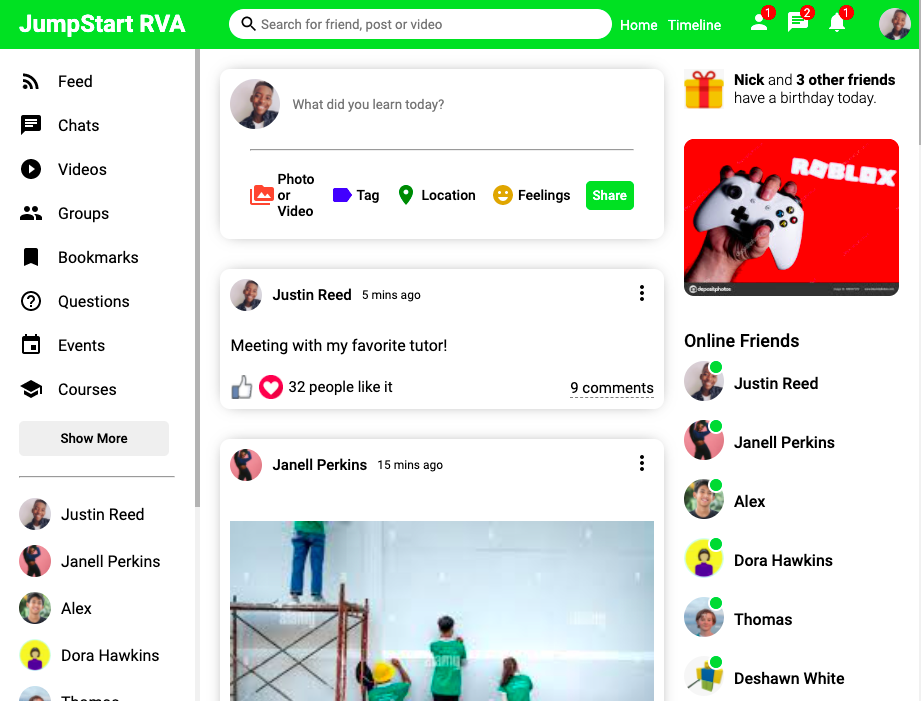 JumpStart RVA
Search for friend, post or video
Home Timeline
1
2
1
Feed
Chats
Videos
Groups
Bookmarks
Questions
Events
Courses
Show More
Justin Reed
Janell Perkins
Alex
Dora Hawkins
Thomas
What did you learn today?
Photo
or
Video
Tag
Location
Feelings
Share
Justin Reed 5 mins ago
Meeting with my favorite tutor!
32 people like it
9 comments
Janell Perkins 15 mins ago
alamy
alamy
alamy
Nick and 3 other friends
have a birthday today.
ROBLOX
depositphotos
Online Friends
Justin Reed
Janell Perkins
Alex
Dora Hawkins
Thomas
Deshawn White